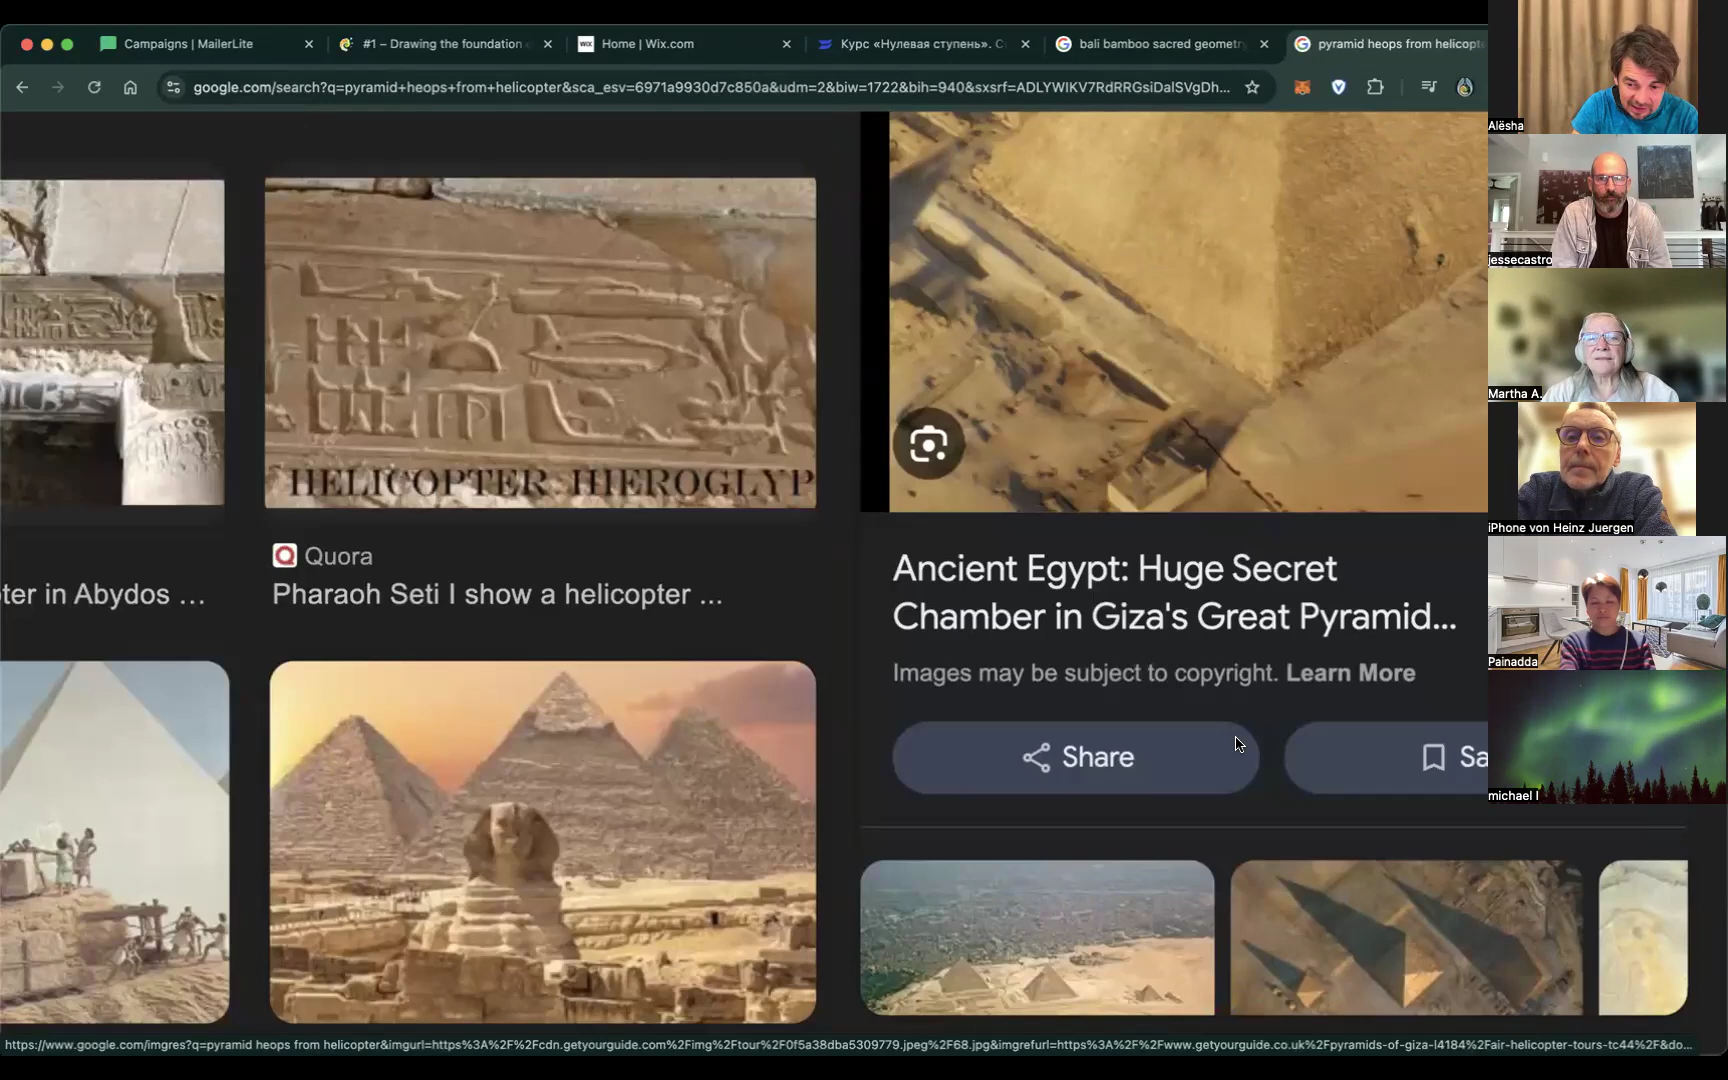 Campaigns | MailerLite
#1 – Drawing the foundation
Home | Wix.com
Курс «Нулевая ступень». С
bali bamboo sacred geometr
pyramid heops from helicopt
google.com/search?q=pyramid+heops+from+helicopter&sca_esv=6971a9930d7c850a&udm=2&biw=1722&bih=940&sxsrf=ADLYWIKV7RdRRGsiDalSVgDh...
HELICOPTER HIEROGLYP
Quora
ter in Abydos ...
Pharaoh Seti I show a helicopter ...
Ancient Egypt: Huge Secret
Chamber in Giza's Great Pyramid...
Images may be subject to copyright. Learn More
Share
Sa
Alësha
jessecastro
Martha A.
iPhone von Heinz Juergen
Painadda
michael l
https://www.google.com/imgres?q=pyramid heops from helicopter&imgurl=https%3A%2F%2Fcdn.getyourguide.com%2Fimg%2Ftour%2F0f5a38dba5309779.jpeg%2F68.jpg&imgrefurl=https%3A%2F%2Fwww.getyourguide.co.uk%2Fpyramids-of-giza-l4184%2Fair-helicopter-tours-tc44%2F&do...